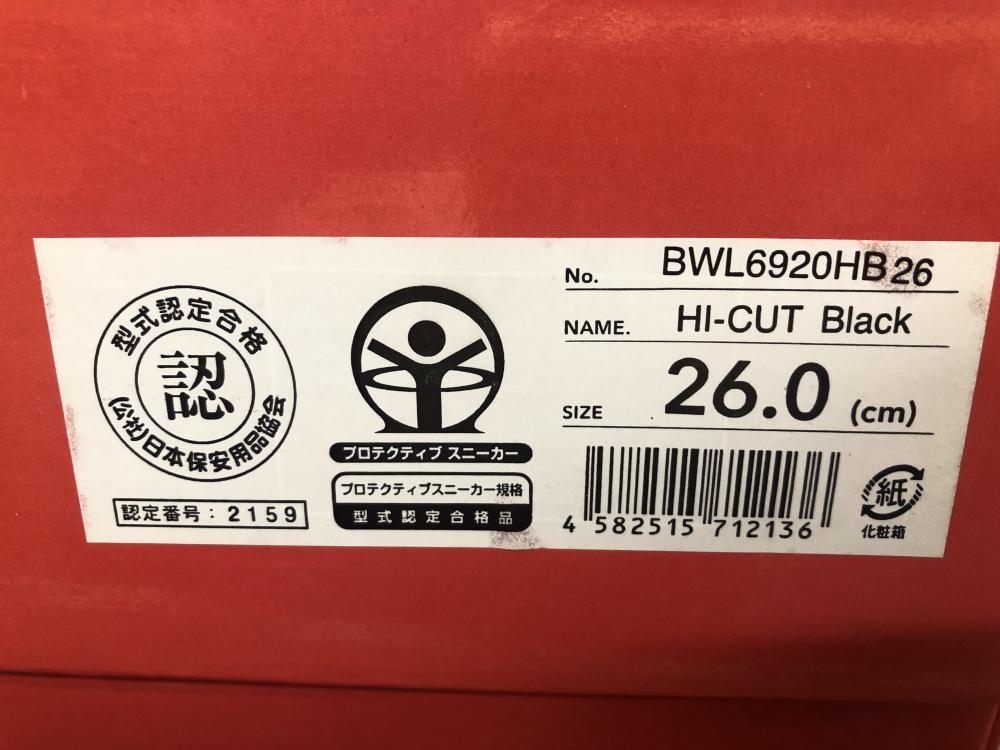 型式認定合格
認
(公社)日本保安用品協会
認定番号：2159
プロテクティブ スニーカー
プロテクティブスニーカー規格
型式認定合格品
No. BWL6920HB26
NAME. HI-CUT Black
SIZE 26.0 (cm)
4 582515 712136
紙
化粧箱